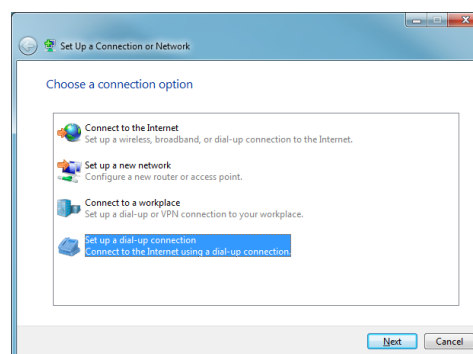 Set Up a Connection or Network
Choose a connection option
Connect to the Internet
Set up a wireless, broadband, or dial-up connection to the Internet.
Set up a new network
Configure a new router or access point.
Connect to a workplace
Set up a dial-up or VPN connection to your workplace.
Set up a dial-up connection
Connect to the Internet using a dial-up connection.
Next Cancel